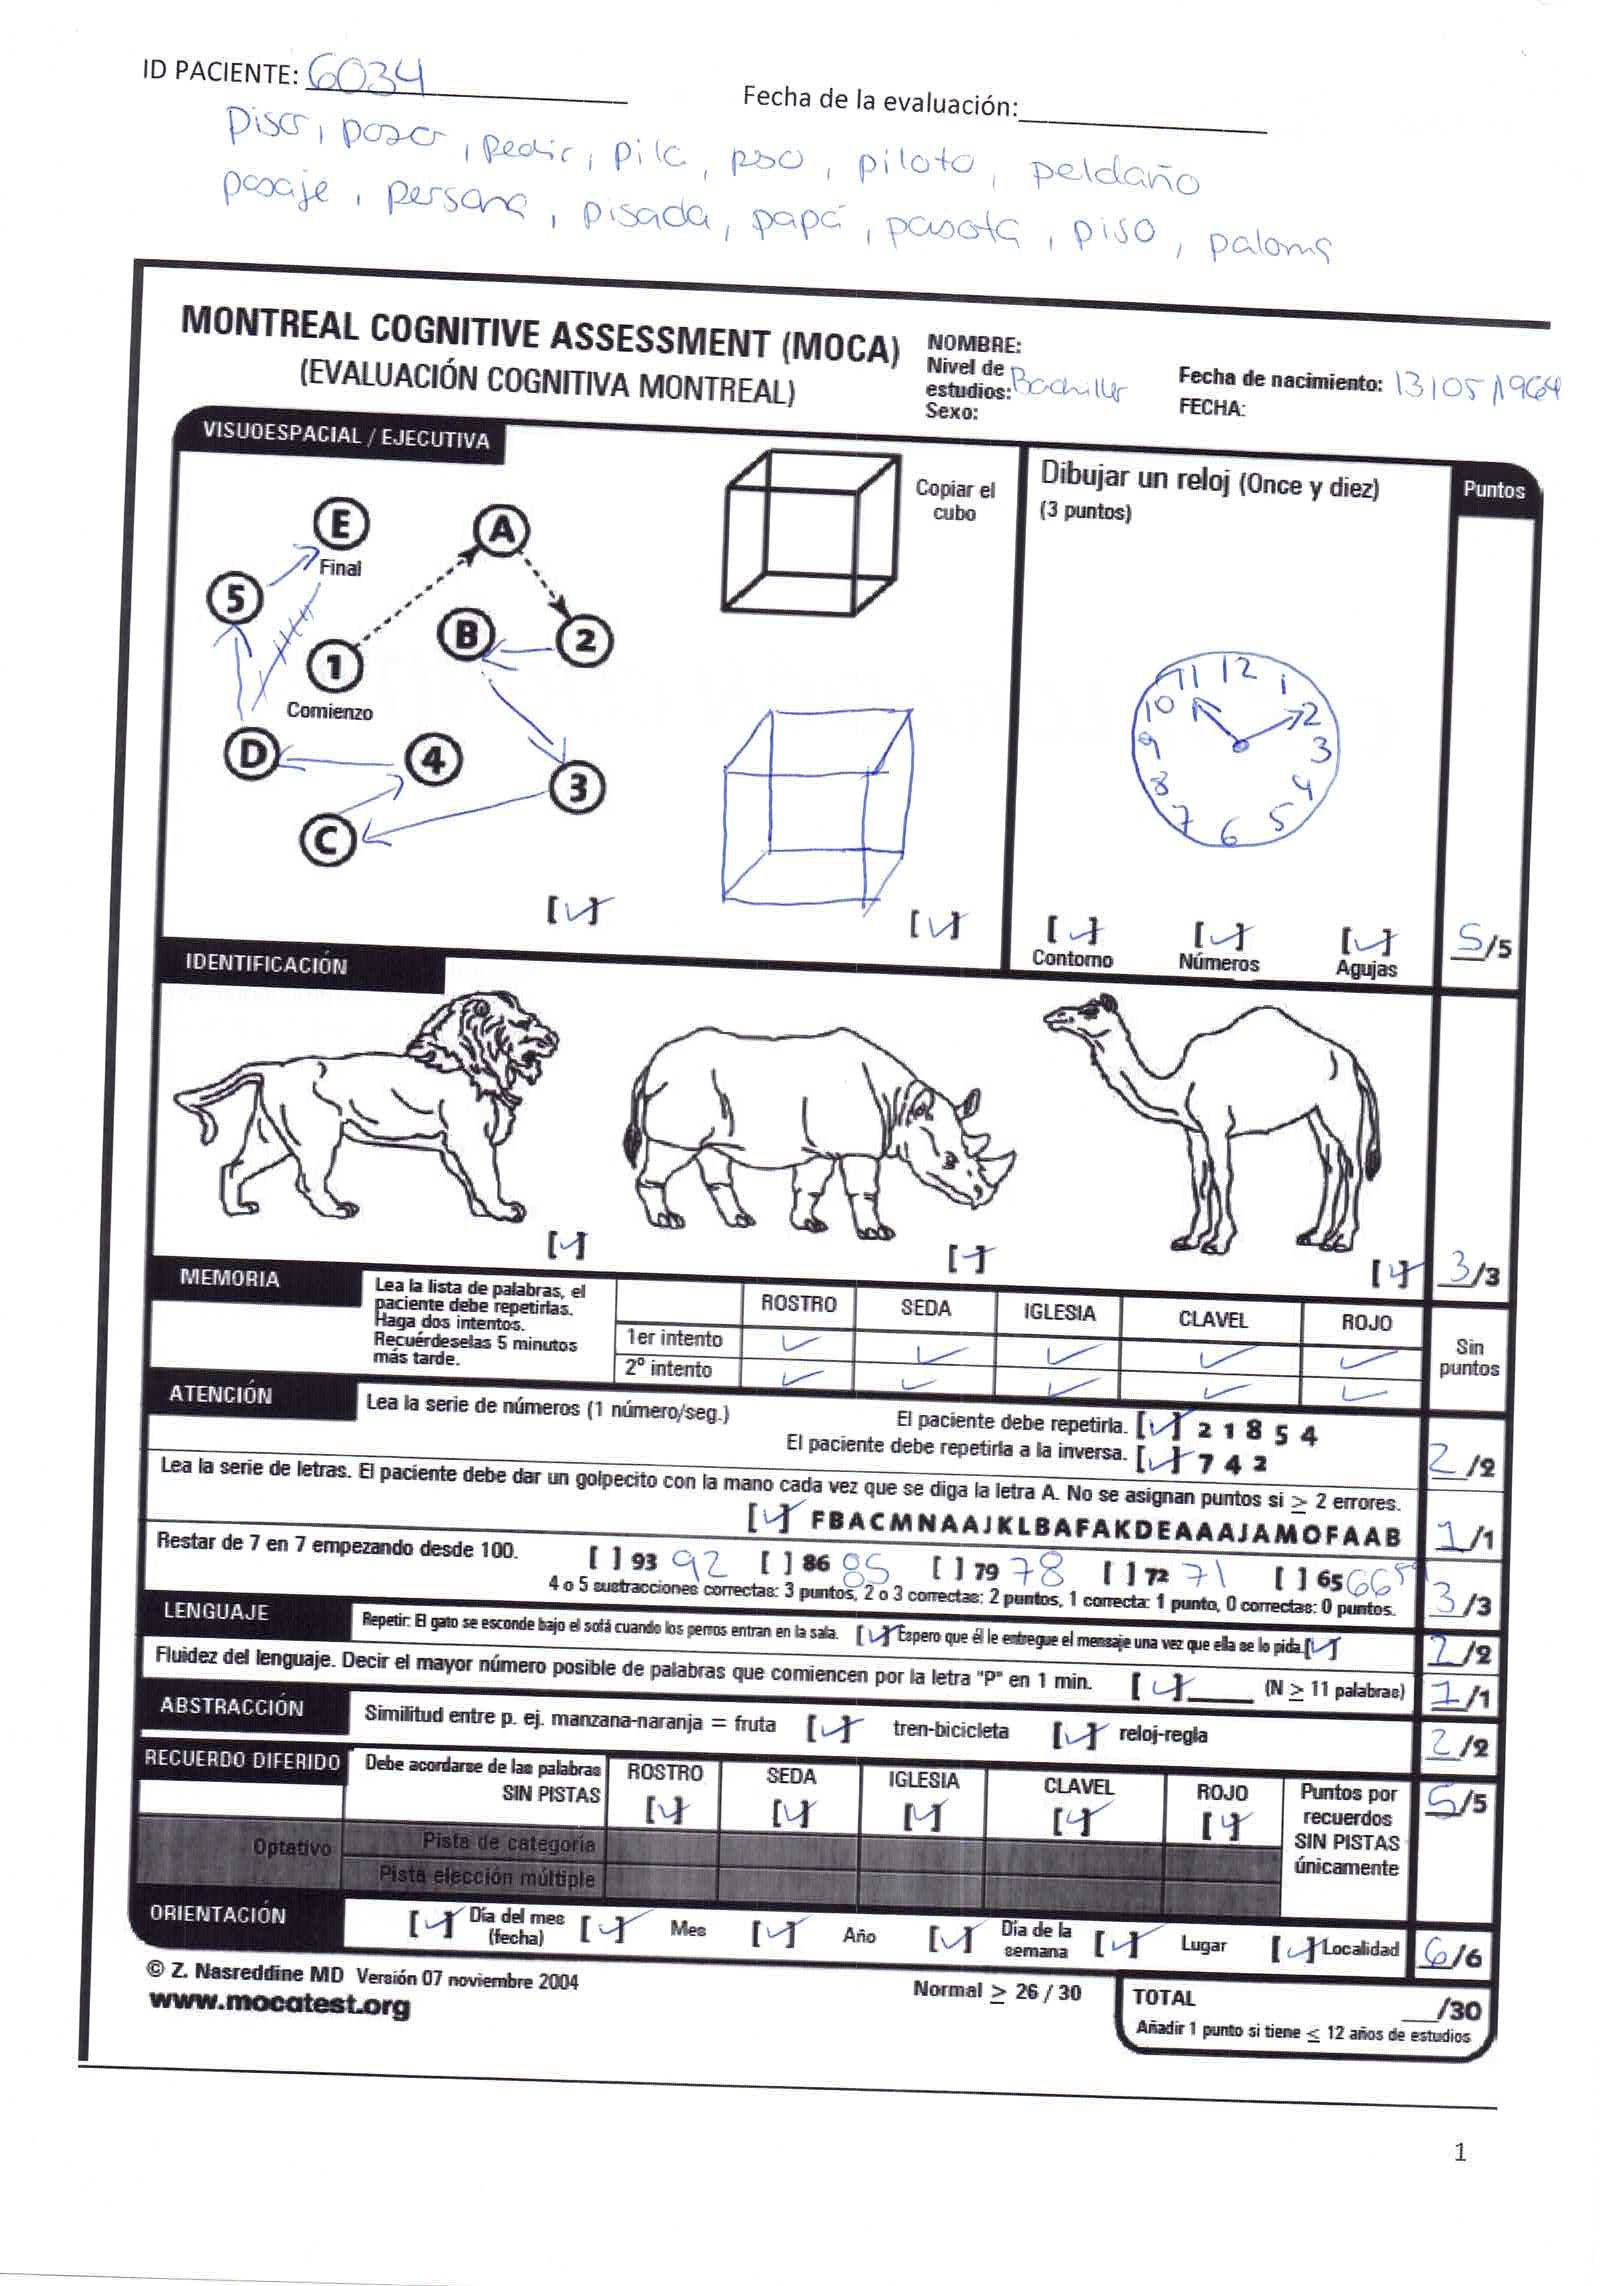 ID PACIENTE: 6034
Fecha de la evaluación:
pisar, posar, pedir, pila, piloto, peldaño
pasaje, persona, pisada, papá, pasota, piso, paloma
MONTREAL COGNITIVE ASSESSMENT (MOCA)
(EVALUACIÓN COGNITIVA MONTREAL)
NOMBRE:
Nivel de estudios: Bachiller
Sexo:
Fecha de nacimiento: 13/05/1964
FECHA:
VISUOESPACIAL / EJECUTIVA
E
Final
A
5
B
2
1
Comienzo
D
4
3
C
[✓]
Copiar el
cubo
[✓]
Dibujar un reloj (Once y diez)
(3 puntos)
11 12 1
10 2
9 3
8 4
7 6 5
[✓] [✓] [✓]
Contorno Números Agujas
Puntos
5/5
IDENTIFICACIÓN
[✓] [✓] [✓] 3/3
MEMORIA
Lea la lista de palabras, el
paciente debe repetirlas.
Haga dos intentos.
Recuérdeselas 5 minutos
más tarde.
ROSTRO SEDA IGLESIA CLAVEL ROJO
1er intento ✓ ✓ ✓ ✓ ✓
2º intento ✓ ✓ ✓ ✓ ✓
Sin
puntos
ATENCIÓN
Lea la serie de números (1 número/seg.)
El paciente debe repetirla. [✓] 2 1 8 5 4
El paciente debe repetirla a la inversa. [✓] 7 4 2
2/2
Lea la serie de letras. El paciente debe dar un golpecito con la mano cada vez que se diga la letra A. No se asignan puntos si ≥ 2 errores.
[✓] FBACMNAAJKLBAFAKDEAAAJAMOFAAB 1/1
Restar de 7 en 7 empezando desde 100. [ ] 93 92 [ ] 86 85 [ ] 79 78 [ ] 72 71 [ ] 65 66
4 o 5 sustracciones correctas: 3 puntos, 2 o 3 correctas: 2 puntos, 1 correcta: 1 punto, 0 correctas: 0 puntos. 3/3
LENGUAJE
Repetir: El gato se esconde bajo el sofá cuando los perros entran en la sala. [✓] Espero que él le entregue el mensaje una vez que ella se lo pida. [✓] 2/2
Fluidez del lenguaje. Decir el mayor número posible de palabras que comiencen por la letra "P" en 1 min. [✓]____ (N ≥ 11 palabras) 1/1
ABSTRACCIÓN
Similitud entre p. ej. manzana-naranja = fruta [✓] tren-bicicleta [✓] reloj-regla 2/2
RECUERDO DIFERIDO
Debe acordarse de las palabras
SIN PISTAS
ROSTRO SEDA IGLESIA CLAVEL ROJO
[✓] [✓] [✓] [✓] [✓]
Puntos por
recuerdos
SIN PISTAS
únicamente
5/5
Optativo
Pista de categoría
Pista elección múltiple
ORIENTACIÓN
[✓] Día del mes (fecha) [✓] Mes [✓] Año [✓] Día de la semana [✓] Lugar [✓] Localidad 6/6
© Z. Nasreddine MD Versión 07 noviembre 2004
www.mocatest.org
Normal ≥ 26 / 30
TOTAL
___/30
Añadir 1 punto si tiene ≤ 12 años de estudios
1